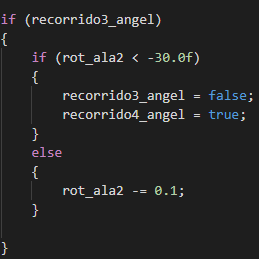 if (recorrido3_angel)
{
    if (rot_ala2 < -30.0f)
    {
        recorrido3_angel = false;
        recorrido4_angel = true;
    }
    else
    {
        rot_ala2 -= 0.1;
    }

}